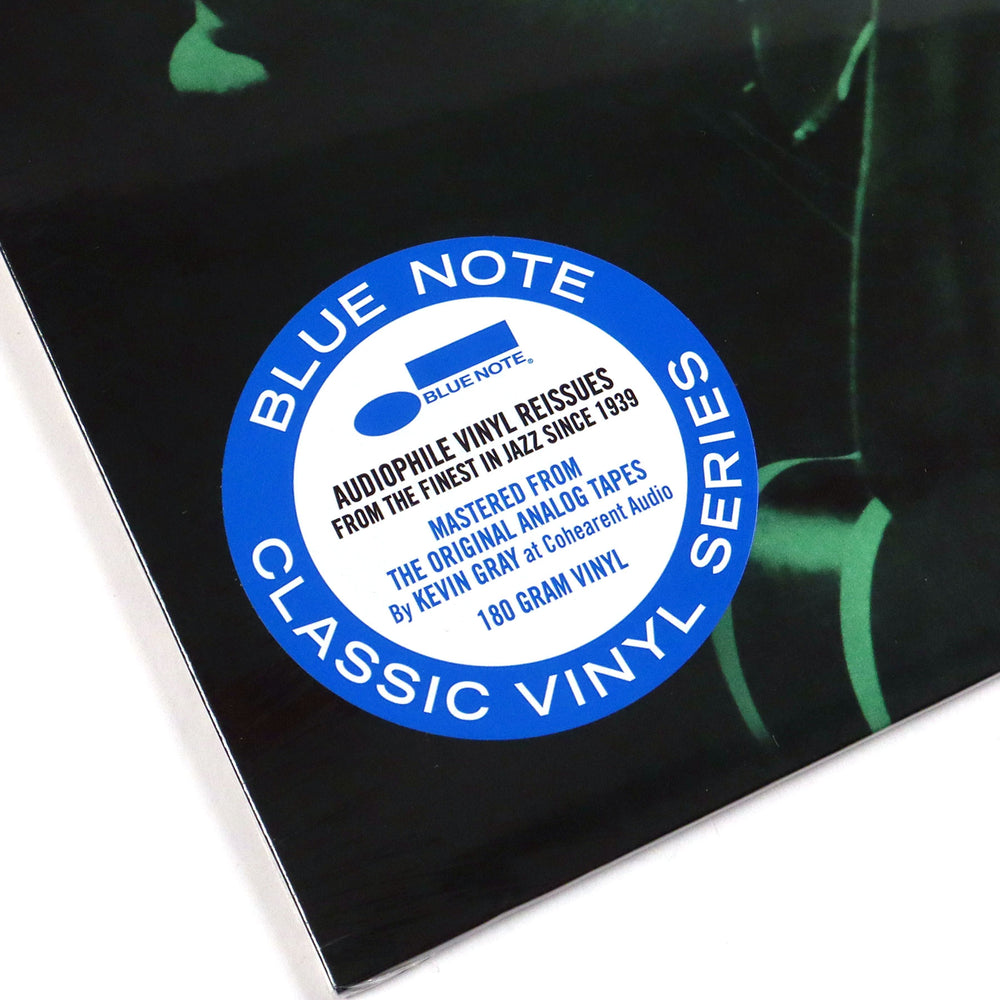 BLUE NOTE
BLUE NOTE®
AUDIOPHILE VINYL REISSUES
FROM THE FINEST IN JAZZ SINCE 1939
MASTERED FROM
THE ORIGINAL ANALOG TAPES
By KEVIN GRAY at Cohearent Audio
180 GRAM VINYL
CLASSIC VINYL SERIES